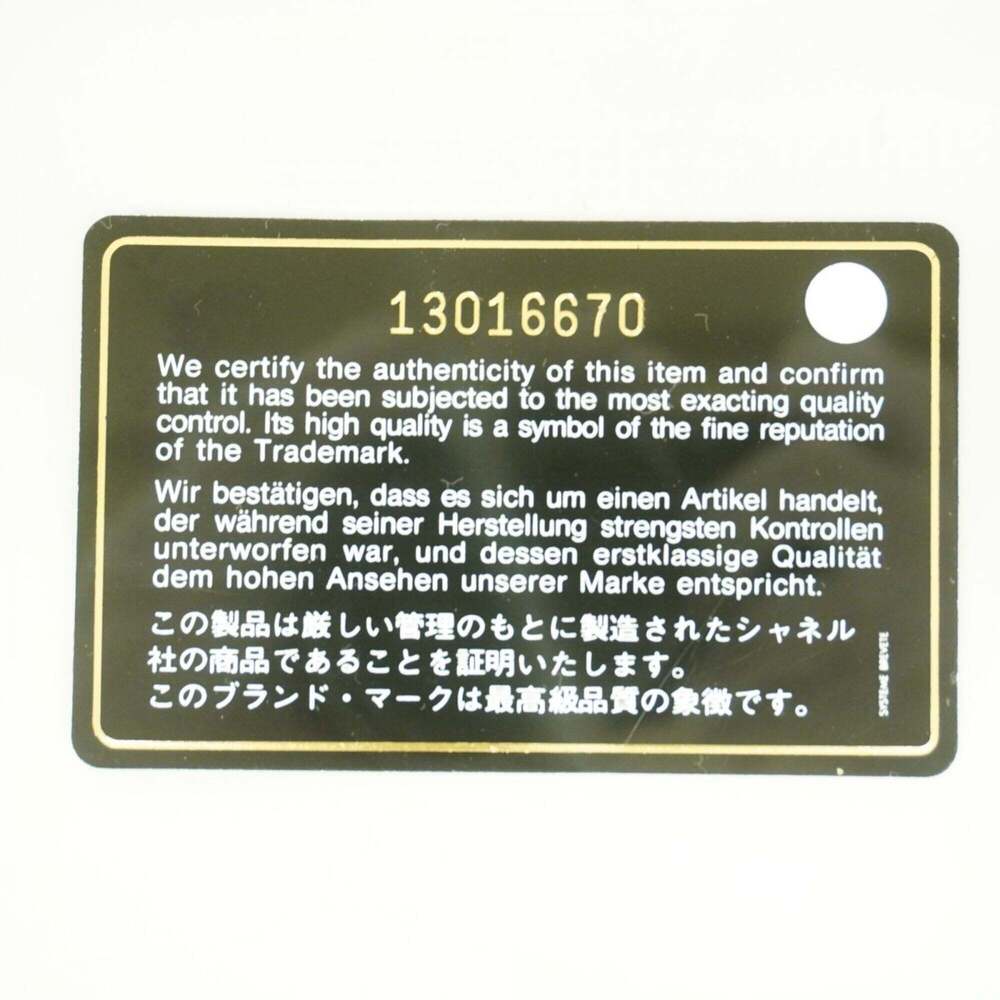 13016670
We certify the authenticity of this item and confirm
that it has been subjected to the most exacting quality
control. Its high quality is a symbol of the fine reputation
of the Trademark.
Wir bestätigen, dass es sich um einen Artikel handelt,
der während seiner Herstellung strengsten Kontrollen
unterworfen war, und dessen erstklassige Qualität
dem hohen Ansehen unserer Marke entspricht.
この製品は厳しい管理のもとに製造されたシャネル
社の商品であることを証明いたします。
このブランド・マークは最高級品質の象徴です。
SYSTEME BREVETE